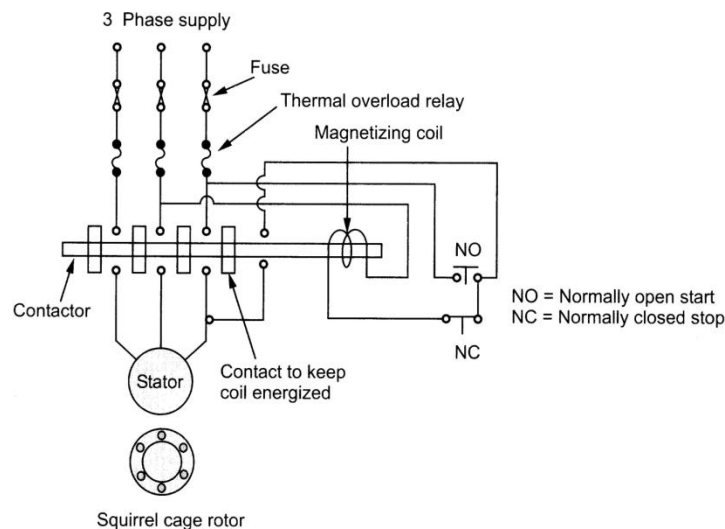 3 Phase supply
Fuse
Thermal overload relay
Magnetizing coil
NO
NO = Normally open start
NC = Normally closed stop
Contactor
NC
Stator
Contact to keep
coil energized
Squirrel cage rotor